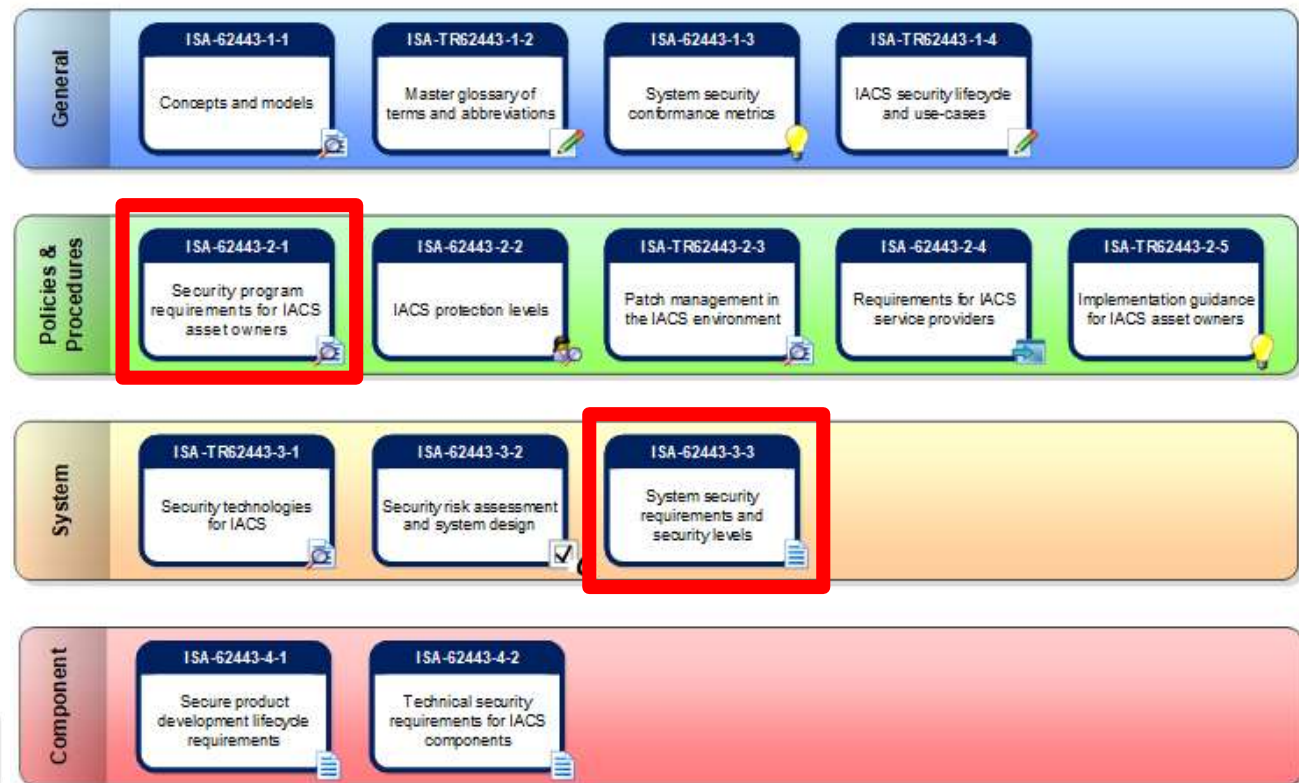 General
ISA-62443-1-1
Concepts and models
ISA-TR62443-1-2
Master glossary of
terms and abbreviations
ISA-62443-1-3
System security
conformance metrics
ISA-TR62443-1-4
IACS security lifecycle
and use-cases
Policies &
Procedures
ISA-62443-2-1
Security program
requirements for IACS
asset owners
ISA-62443-2-2
IACS protection levels
ISA-TR62443-2-3
Patch management in
the IACS environment
ISA-62443-2-4
Requirements for IACS
service providers
ISA-TR62443-2-5
Implementation guidance
for IACS asset owners
System
ISA-TR62443-3-1
Security technologies
for IACS
ISA-62443-3-2
Security risk assessment
and system design
ISA-62443-3-3
System security
requirements and
security levels
Component
ISA-62443-4-1
Secure product
development lifecycle
requirements
ISA-62443-4-2
Technical security
requirements for IACS
components